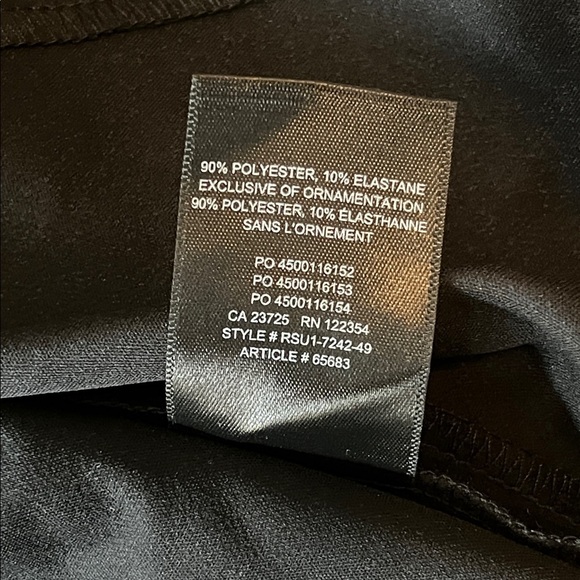 90% POLYESTER, 10% ELASTANE
EXCLUSIVE OF ORNAMENTATION
90% POLYESTER, 10% ÉLASTHANNE
SANS L'ORNEMENT
PO 4500116152
PO 4500116153
PO 4500116154
CA 23725 RN 122354
STYLE # RSU1-7242-49
ARTICLE # 65683